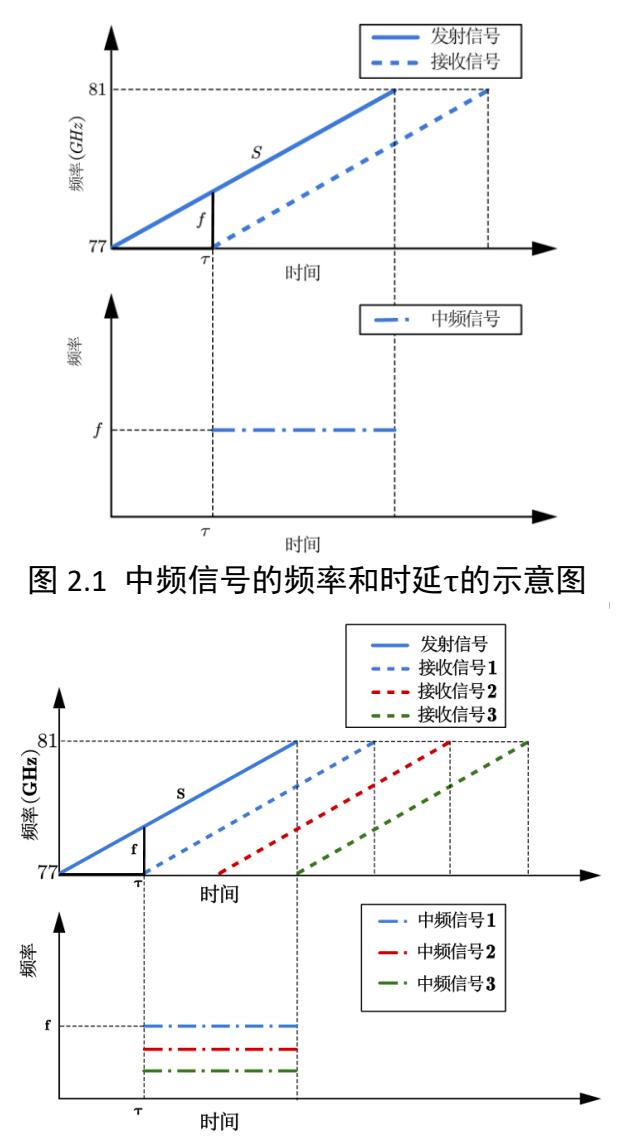 发射信号
接收信号
81
频率(GHz)
S
f
77
τ
时间
中频信号
频率
f
τ
时间
图 2.1 中频信号的频率和时延τ的示意图
发射信号
接收信号1
接收信号2
接收信号3
81
频率(GHz)
s
f
77
τ
时间
中频信号1
中频信号2
中频信号3
频率
f
τ
时间